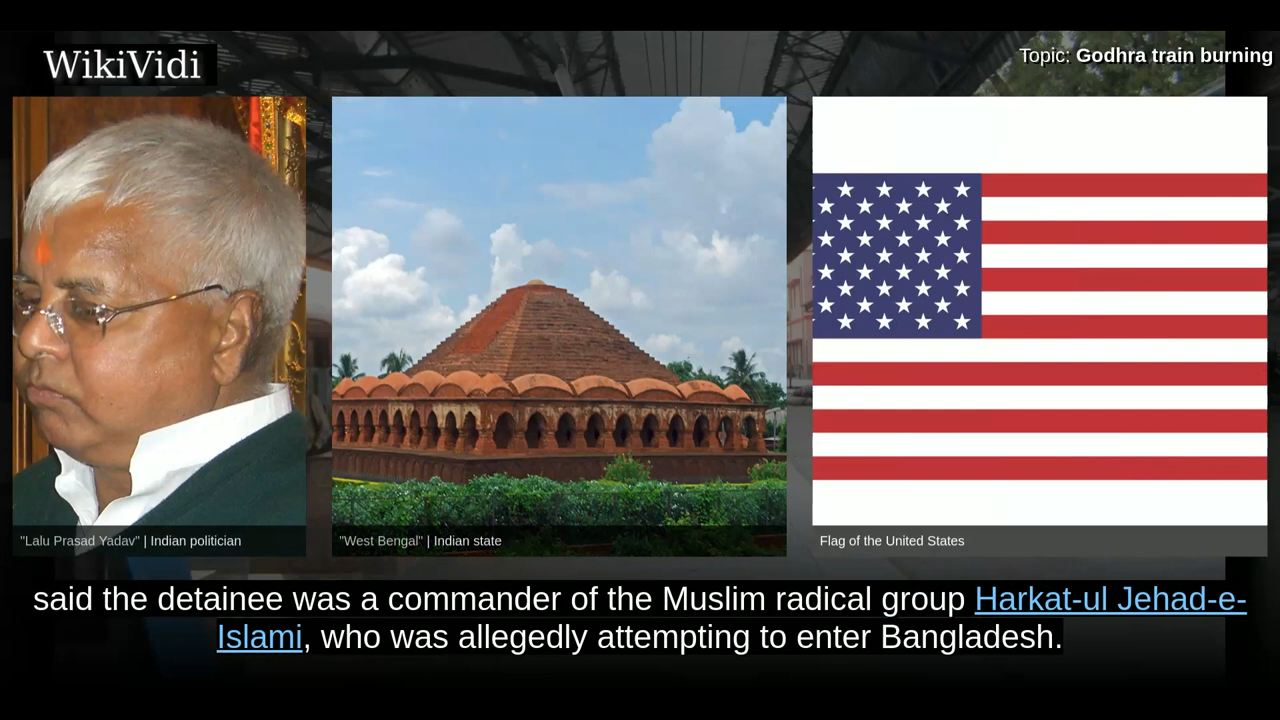 WikiVidi
Topic: Godhra train burning
"Lalu Prasad Yadav" | Indian politician
"West Bengal" | Indian state
Flag of the United States
said the detainee was a commander of the Muslim radical group Harkat-ul Jehad-e-
Islami, who was allegedly attempting to enter Bangladesh.